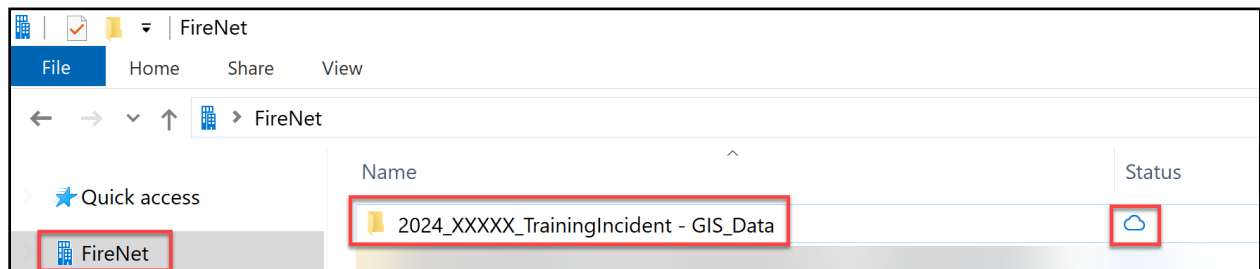 FireNet
File Home Share View
FireNet
Name Status
Quick access
2024_XXXXX_TrainingIncident - GIS_Data
FireNet